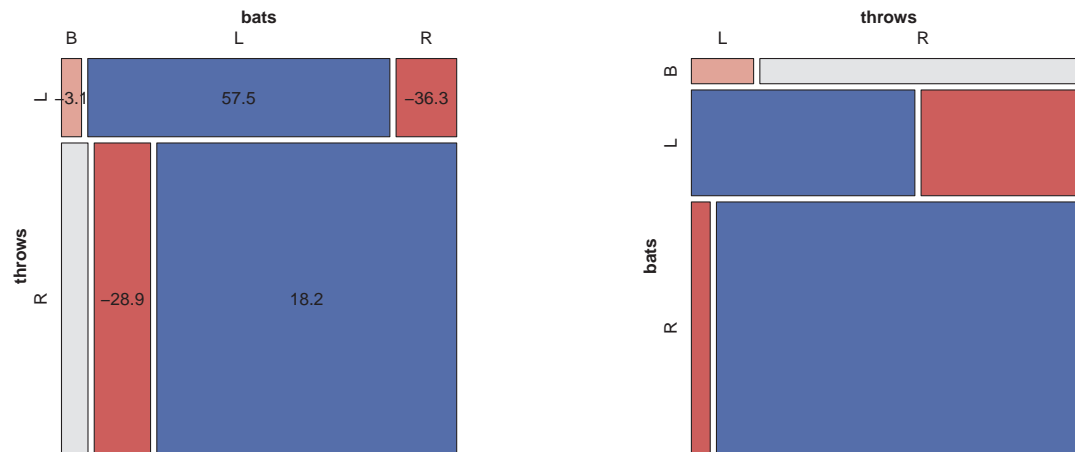 bats
B L R
throws
L
R
–3.1
57.5
–36.3
–28.9
18.2
throws
L R
bats
B
L
R